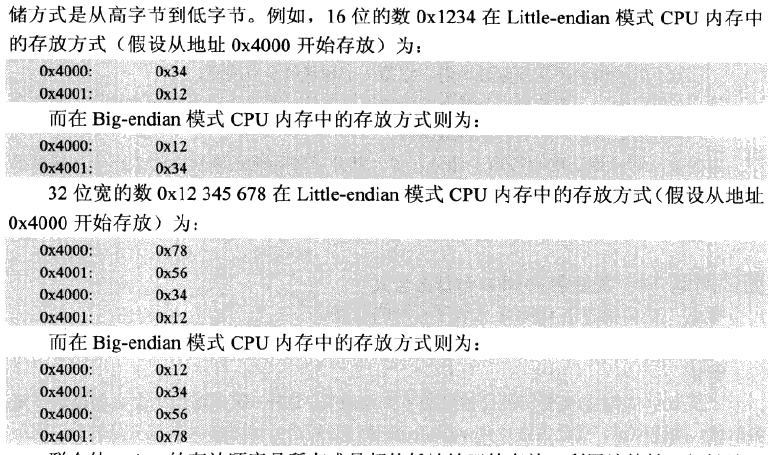 储方式是从高字节到低字节。例如，16 位的数 0x1234 在 Little-endian 模式 CPU 内存中
的存放方式（假设从地址 0x4000 开始存放）为：
0x4000: 0x34
0x4001: 0x12
而在 Big-endian 模式 CPU 内存中的存放方式则为：
0x4000: 0x12
0x4001: 0x34
32 位宽的数 0x12 345 678 在 Little-endian 模式 CPU 内存中的存放方式（假设从地址
0x4000 开始存放）为：
0x4000: 0x78
0x4001: 0x56
0x4000: 0x34
0x4001: 0x12
而在 Big-endian 模式 CPU 内存中的存放方式则为：
0x4000: 0x12
0x4001: 0x34
0x4000: 0x56
0x4001: 0x78